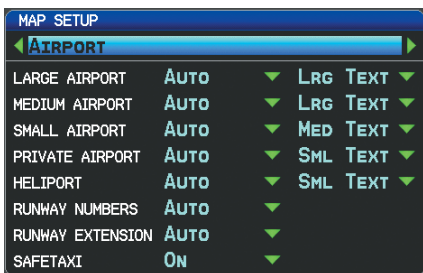 MAP SETUP
AIRPORT
LARGE AIRPORT AUTO LRG TEXT
MEDIUM AIRPORT AUTO LRG TEXT
SMALL AIRPORT AUTO MED TEXT
PRIVATE AIRPORT AUTO SML TEXT
HELIPORT AUTO SML TEXT
RUNWAY NUMBERS AUTO
RUNWAY EXTENSION AUTO
SAFETAXI ON